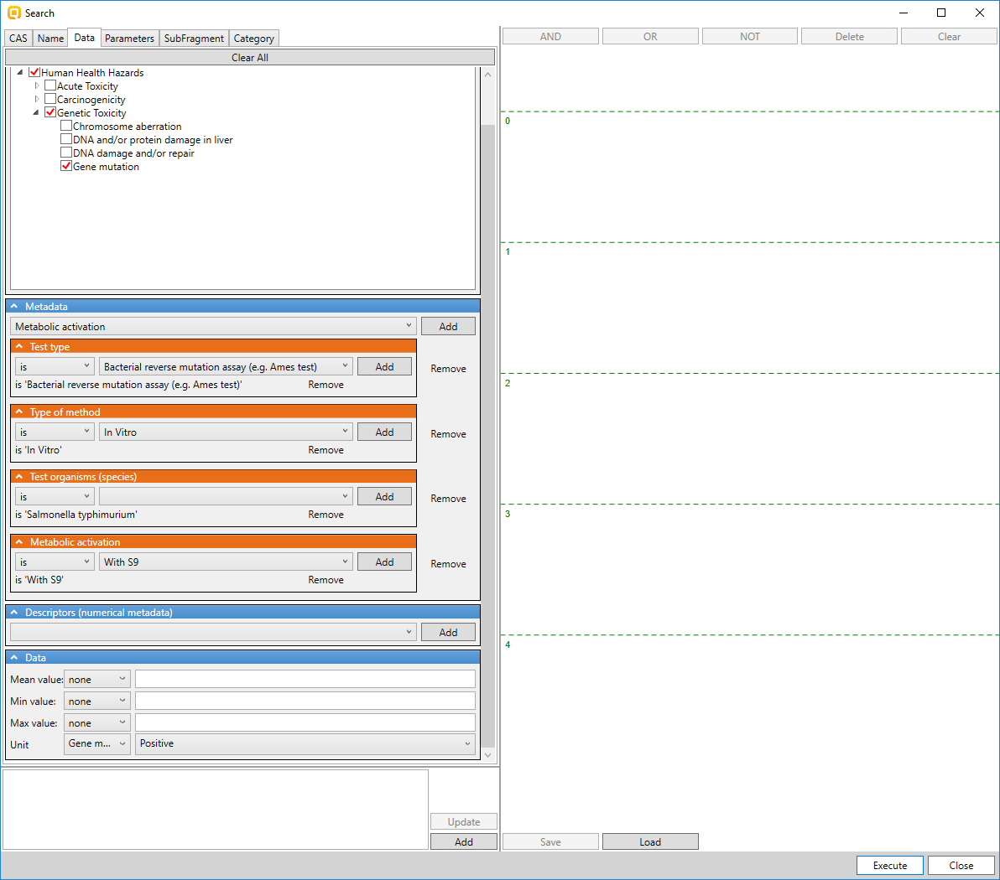 Search
CAS Name Data Parameters SubFragment Category
Clear All
Human Health Hazards
Acute Toxicity
Carcinogenicity
Genetic Toxicity
Chromosome aberration
DNA and/or protein damage in liver
DNA damage and/or repair
Gene mutation
Metadata
Metabolic activation Add
Test type
is Bacterial reverse mutation assay (e.g. Ames test) Add Remove
is 'Bacterial reverse mutation assay (e.g. Ames test)' Remove
Type of method
is In Vitro Add Remove
is 'In Vitro' Remove
Test organisms (species)
is Add Remove
is 'Salmonella typhimurium' Remove
Metabolic activation
is With S9 Add Remove
is 'With S9' Remove
Descriptors (numerical metadata)
Add
Data
Mean value: none
Min value: none
Max value: none
Unit Gene m... Positive
Update
Add
AND OR NOT Delete Clear
0
1
2
3
4
Save Load
Execute Close